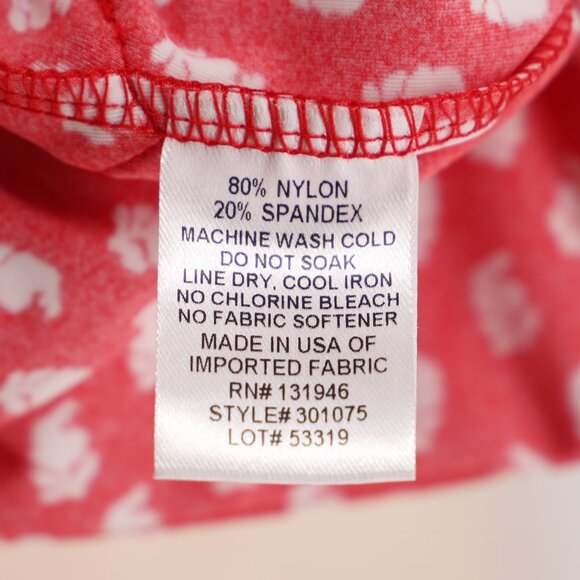 80% NYLON
20% SPANDEX
MACHINE WASH COLD
DO NOT SOAK
LINE DRY, COOL IRON
NO CHLORINE BLEACH
NO FABRIC SOFTENER
MADE IN USA OF
IMPORTED FABRIC
RN# 131946
STYLE# 301075
LOT# 53319